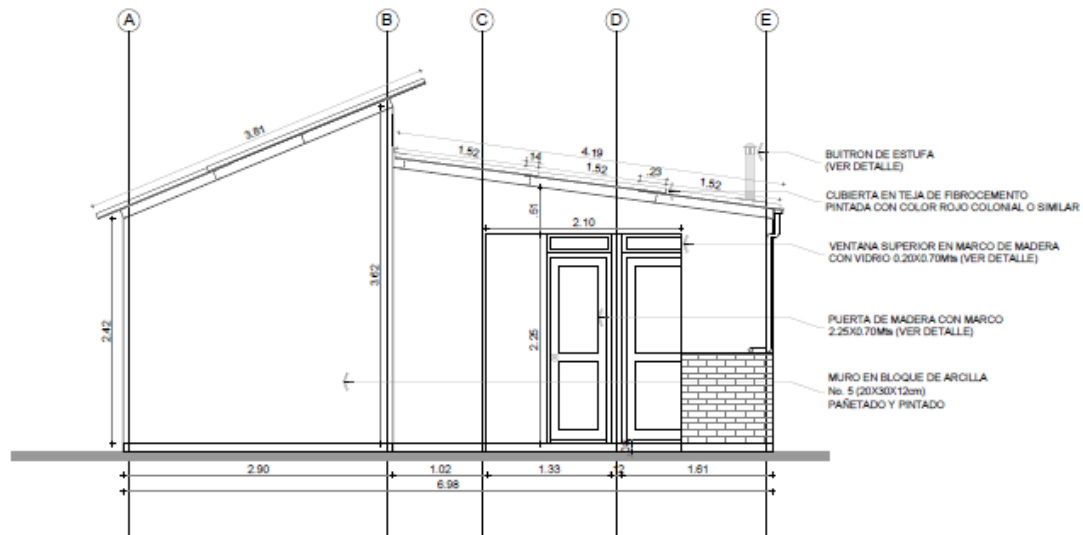 A
B
C
D
E
3.81
1.52
.14
4.19
1.52
.23
1.52
.61
2.10
3.62
2.42
2.25
BUITRON DE ESTUFA
(VER DETALLE)
CUBIERTA EN TEJA DE FIBROCEMENTO
PINTADA CON COLOR ROJO COLONIAL O SIMILAR
VENTANA SUPERIOR EN MARCO DE MADERA
CON VIDRIO 0.20X0.70Mts (VER DETALLE)
PUERTA DE MADERA CON MARCO
2.25X0.70Mts (VER DETALLE)
MURO EN BLOQUE DE ARCILLA
No. 5 (20X30X12cm)
PAÑETADO Y PINTADO
2.90
1.02
1.33
.12
1.61
6.98